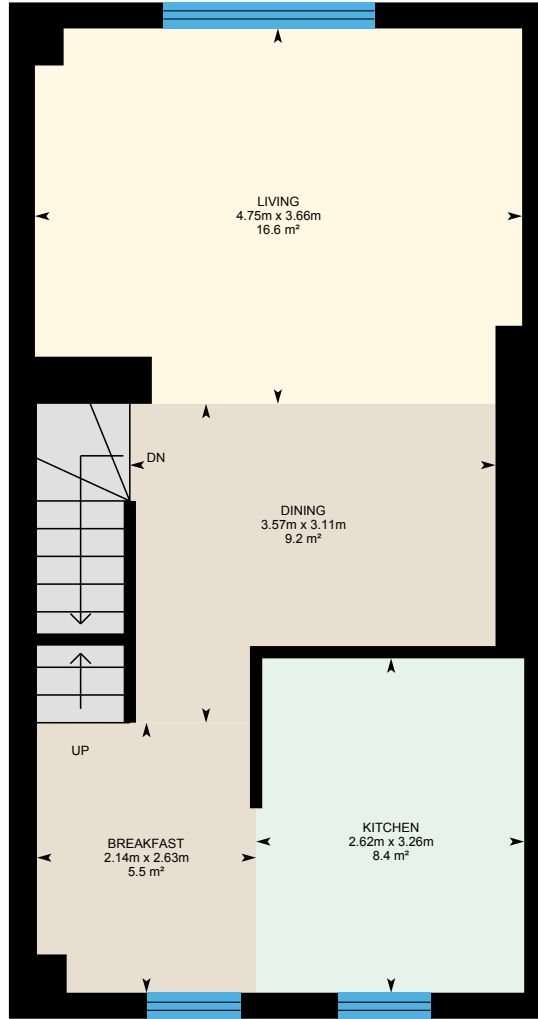 LIVING
4.75m x 3.66m
16.6 m²
DN
DINING
3.57m x 3.11m
9.2 m²
UP
BREAKFAST
2.14m x 2.63m
5.5 m²
KITCHEN
2.62m x 3.26m
8.4 m²